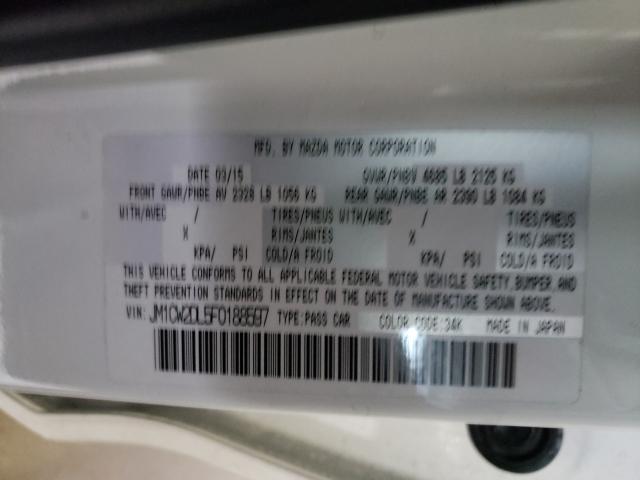 MFD. BY MAZDA MOTOR CORPORATION
DATE 03/15 GVWR/PNBV 4685 LB 2125 KG
FRONT GAWR/PNBE AV 2328 LB 1056 KG REAR GAWR/PNBE AR 2390 LB 1084 KG
WITH/AVEC / TIRES/PNEUS WITH/AVEC / TIRES/PNEUS
X RIMS/JANTES X RIMS/JANTES
KPA/ PSI COLD/A FROID KPA/ PSI COLD/A FROID
THIS VEHICLE CONFORMS TO ALL APPLICABLE FEDERAL MOTOR VEHICLE SAFETY, BUMPER, AND
THEFT PREVENTION STANDARDS IN EFFECT ON THE DATE OF MANUFACTURE SHOWN ABOVE.
VIN: JM1CW2DL5F0188597 TYPE: PASS CAR COLOR CODE: 34K MADE IN JAPAN